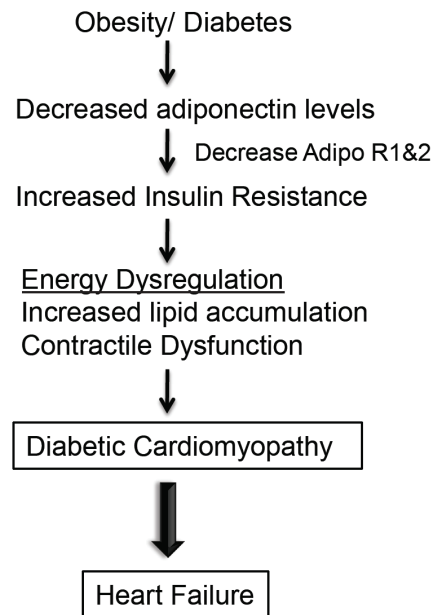 Obesity/ Diabetes
Decreased adiponectin levels
Decrease Adipo R1&2
Increased Insulin Resistance
Energy Dysregulation
Increased lipid accumulation
Contractile Dysfunction
Diabetic Cardiomyopathy
Heart Failure